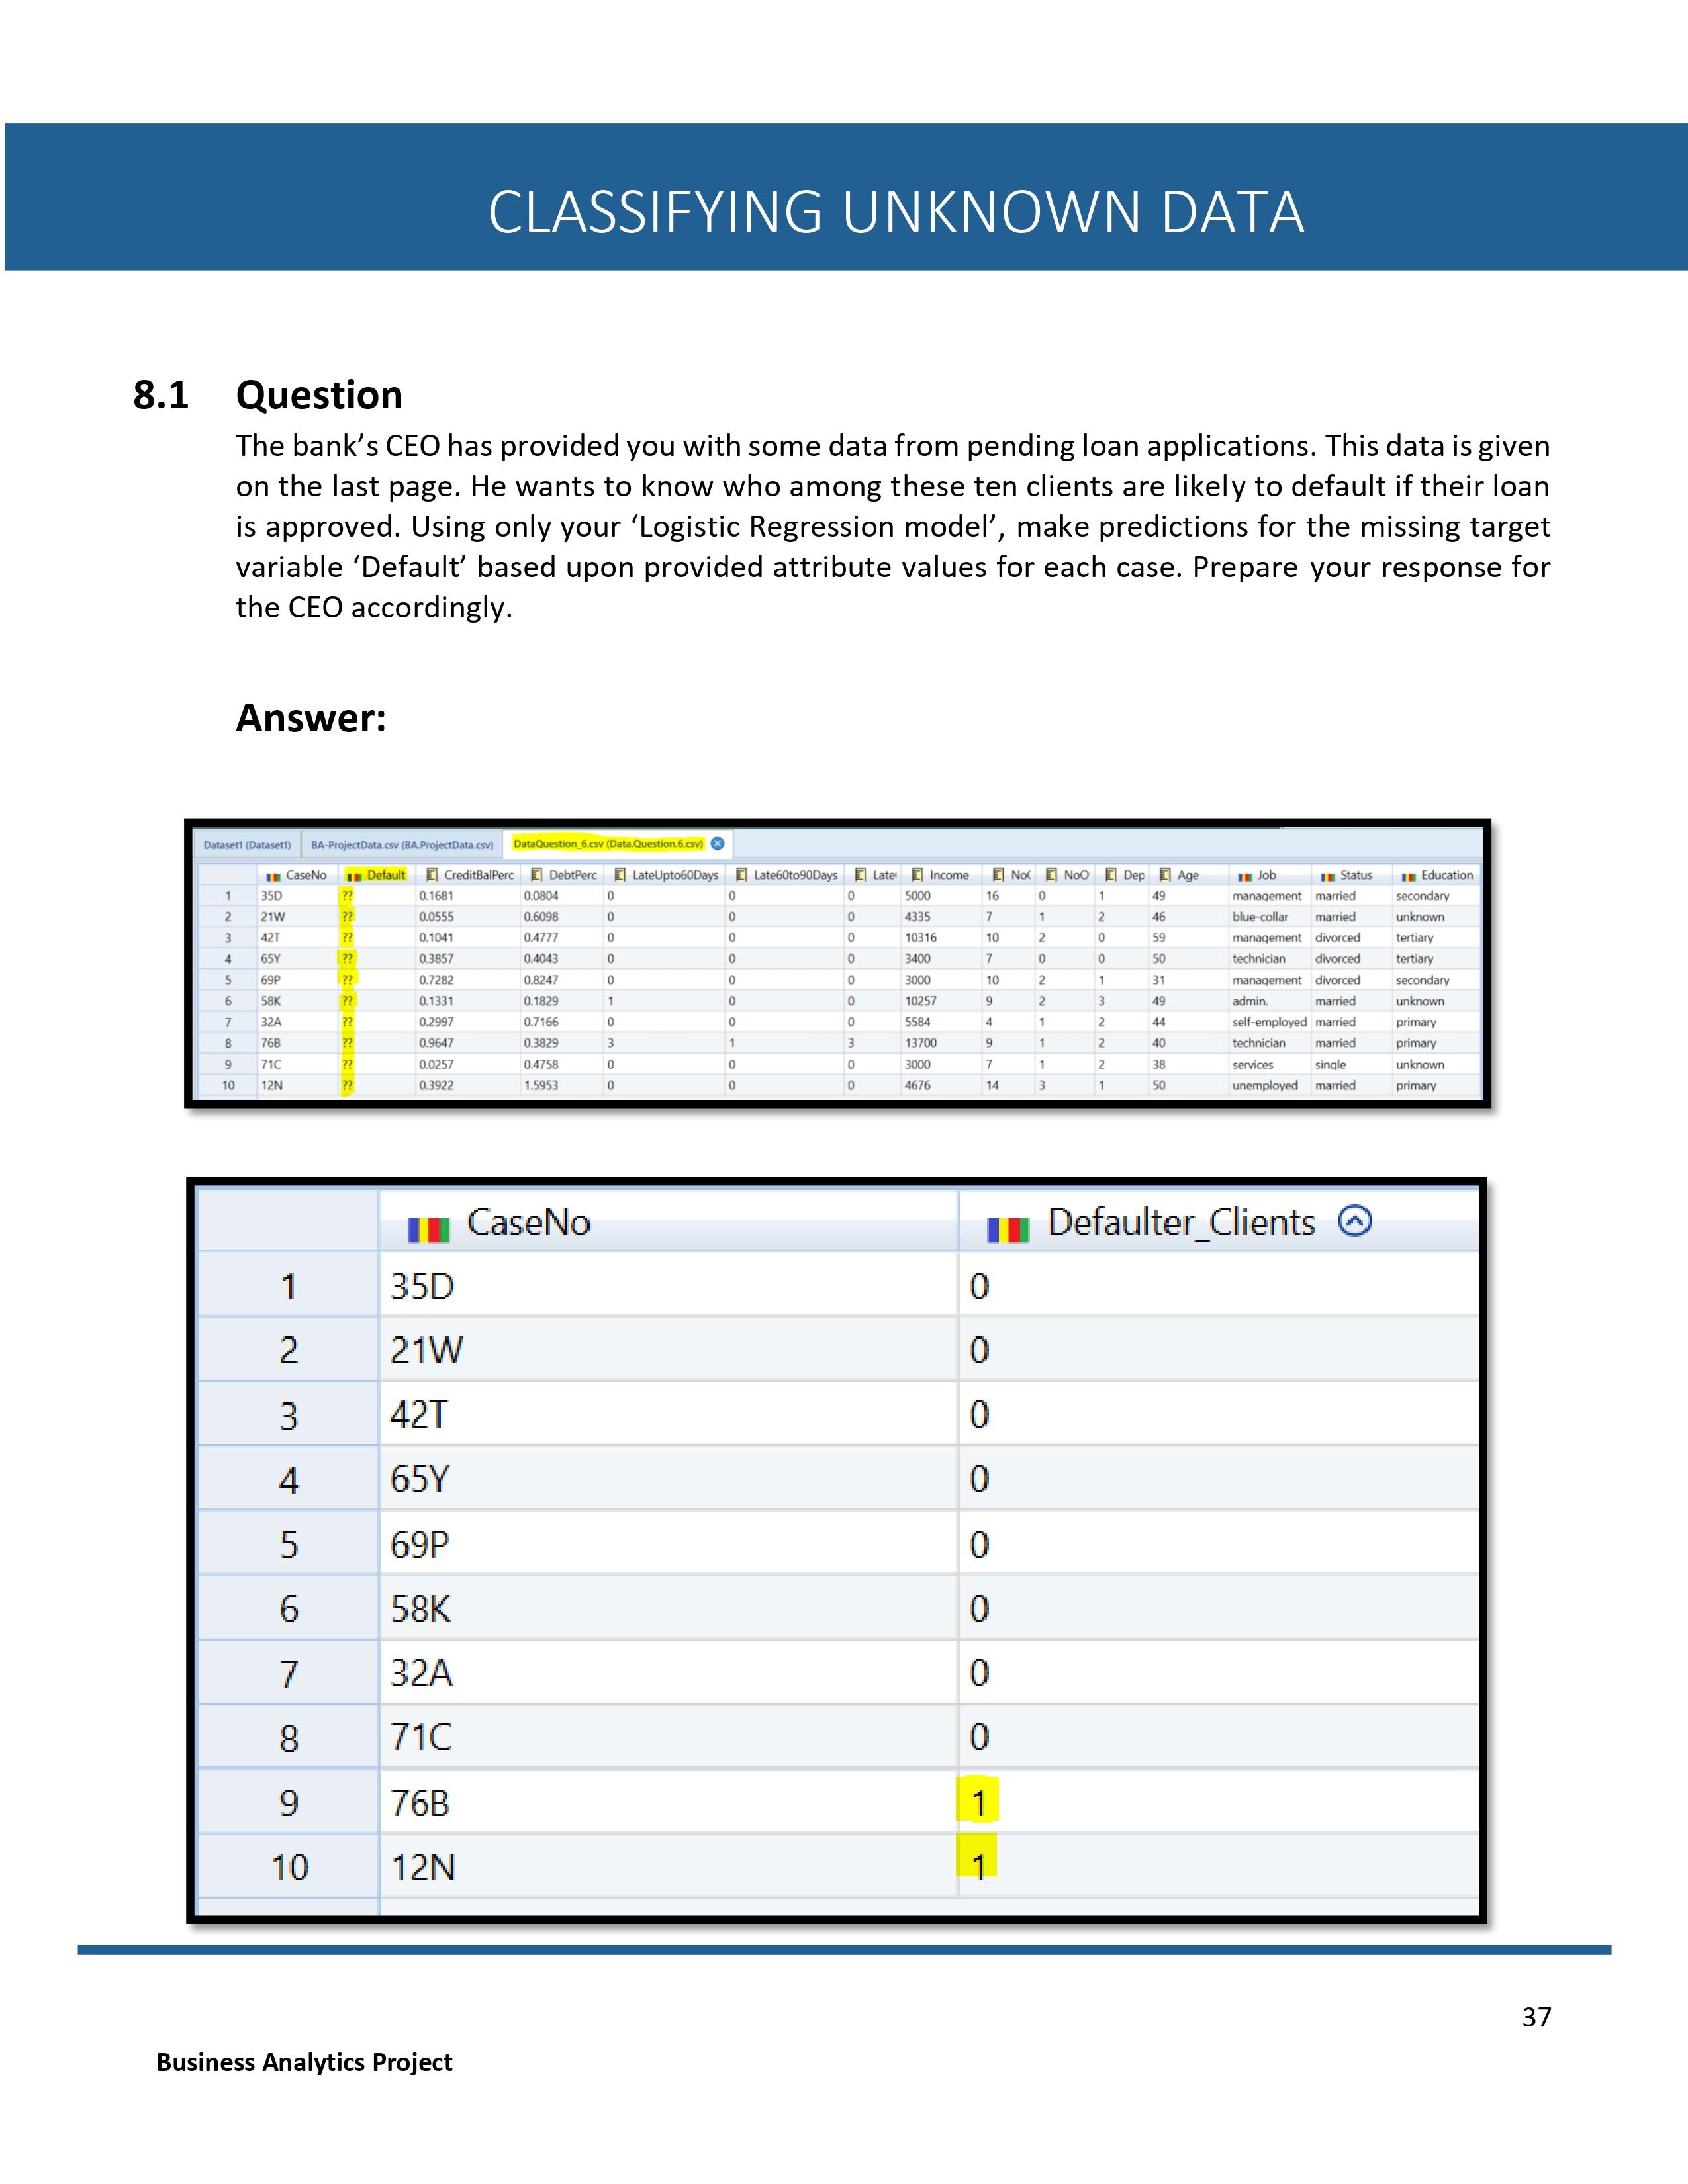 CLASSIFYING UNKNOWN DATA
8.1 Question
The bank’s CEO has provided you with some data from pending loan applications. This data is given
on the last page. He wants to know who among these ten clients are likely to default if their loan
is approved. Using only your ‘Logistic Regression model’, make predictions for the missing target
variable ‘Default’ based upon provided attribute values for each case. Prepare your response for
the CEO accordingly.
Answer:
Dataset1 (Dataset1) BA-ProjectData.csv (BA.ProjectData.csv) DataQuestion_6.csv (Data.Question.6.csv)
CaseNo Default CreditBalPerc DebtPerc LateUpto60Days Late60to90Days Late Income No( NoO Dep Age Job Status Education
1 35D ?? 0.1681 0.0804 0 0 0 5000 16 0 1 49 management married secondary
2 21W ?? 0.0555 0.6098 0 0 0 4335 7 1 2 46 blue-collar married unknown
3 42T ?? 0.1041 0.4777 0 0 0 10316 10 2 0 59 management divorced tertiary
4 65Y ?? 0.3857 0.4043 0 0 0 3400 7 0 0 50 technician divorced tertiary
5 69P ?? 0.7282 0.8247 0 0 0 3000 10 2 1 31 management divorced secondary
6 58K ?? 0.1331 0.1829 1 0 0 10257 9 2 3 49 admin. married unknown
7 32A ?? 0.2997 0.7166 0 0 0 5584 4 1 2 44 self-employed married primary
8 76B ?? 0.9647 0.3829 3 1 3 13700 9 1 2 40 technician married primary
9 71C ?? 0.0257 0.4758 0 0 0 3000 7 1 2 38 services single unknown
10 12N ?? 0.3922 1.5953 0 0 0 4676 14 3 1 50 unemployed married primary
CaseNo Defaulter_Clients
1 35D 0
2 21W 0
3 42T 0
4 65Y 0
5 69P 0
6 58K 0
7 32A 0
8 71C 0
9 76B 1
10 12N 1
37
Business Analytics Project